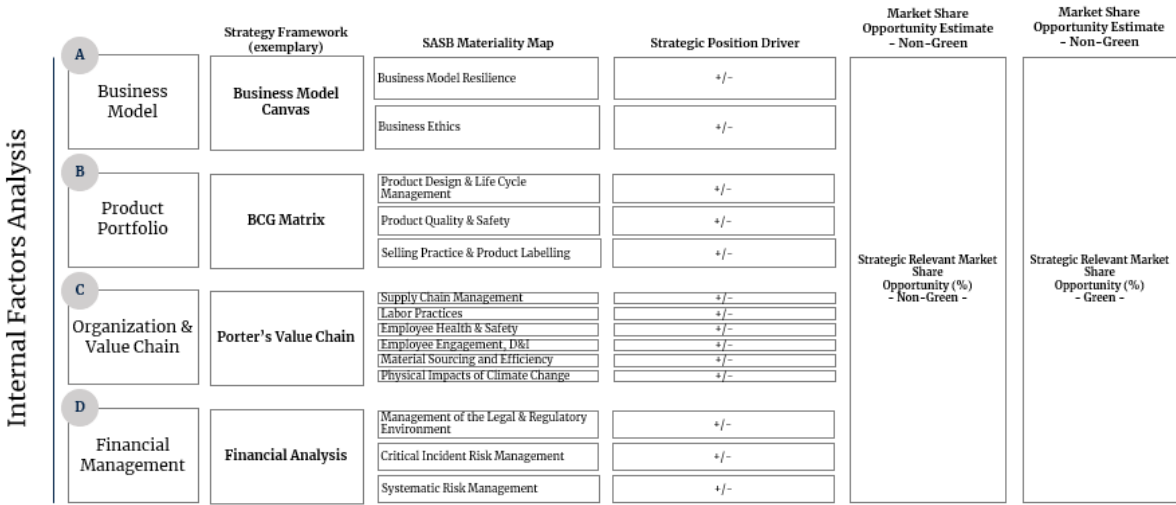 Market Share
Opportunity Estimate
- Non-Green
Market Share
Opportunity Estimate
- Non-Green
Strategy Framework
(exemplary)
SASB Materiality Map
Strategic Position Driver
Internal Factors Analysis
A
Business
Model
Business Model
Canvas
Business Model Resilience
+/-
Business Ethics
+/-
B
Product
Portfolio
BCG Matrix
Product Design & Life Cycle
Management
+/-
Product Quality & Safety
+/-
Selling Practice & Product Labelling
+/-
C
Organization &
Value Chain
Porter's Value Chain
Supply Chain Management
+/-
Labor Practices
+/-
Employee Health & Safety
+/-
Employee Engagement, D&I
+/-
Material Sourcing and Efficiency
+/-
Physical Impacts of Climate Change
+/-
D
Financial
Management
Financial Analysis
Management of the Legal & Regulatory
Environment
+/-
Critical Incident Risk Management
+/-
Systematic Risk Management
+/-
Strategic Relevant Market
Share
Opportunity (%)
- Non-Green -
Strategic Relevant Market
Share
Opportunity (%)
- Green -